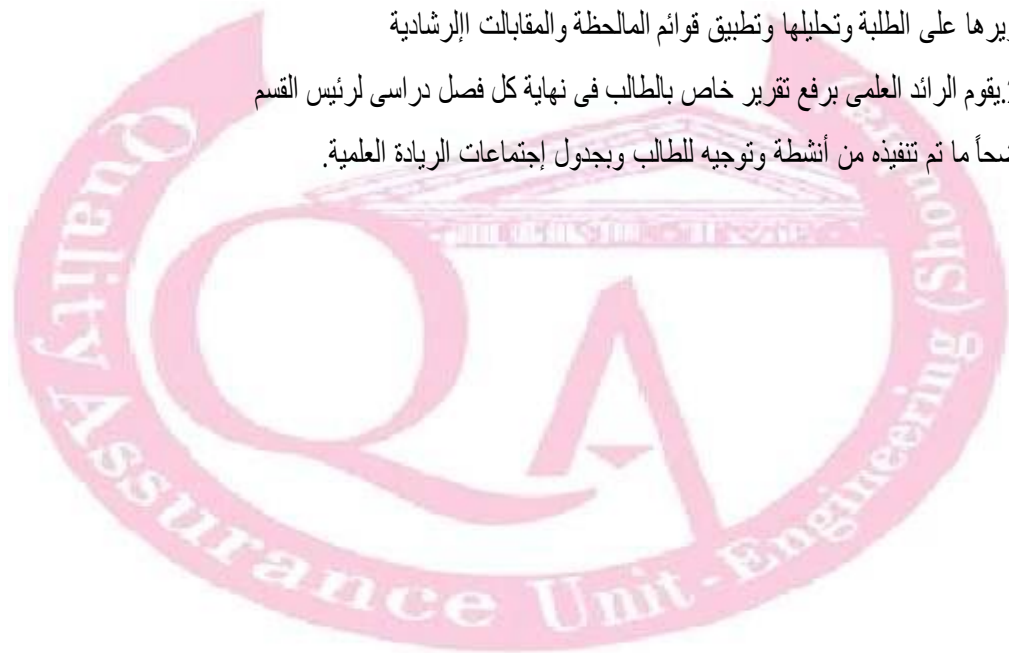 على الطلبة وتحليلها وتطبيق قوائم المالحظة والمقابالت اإلرشادية
يقوم الرائد العلمى برفع تقرير خاص بالطالب فى نهاية كل فصل دراسى لرئيس القسم
ما تم تنفيذه من أنشطة وتوجيه للطالب وبجدول إجتماعات الريادة العلمية.
QA
Quality Assurance Unit - Engineering (Shoubra)